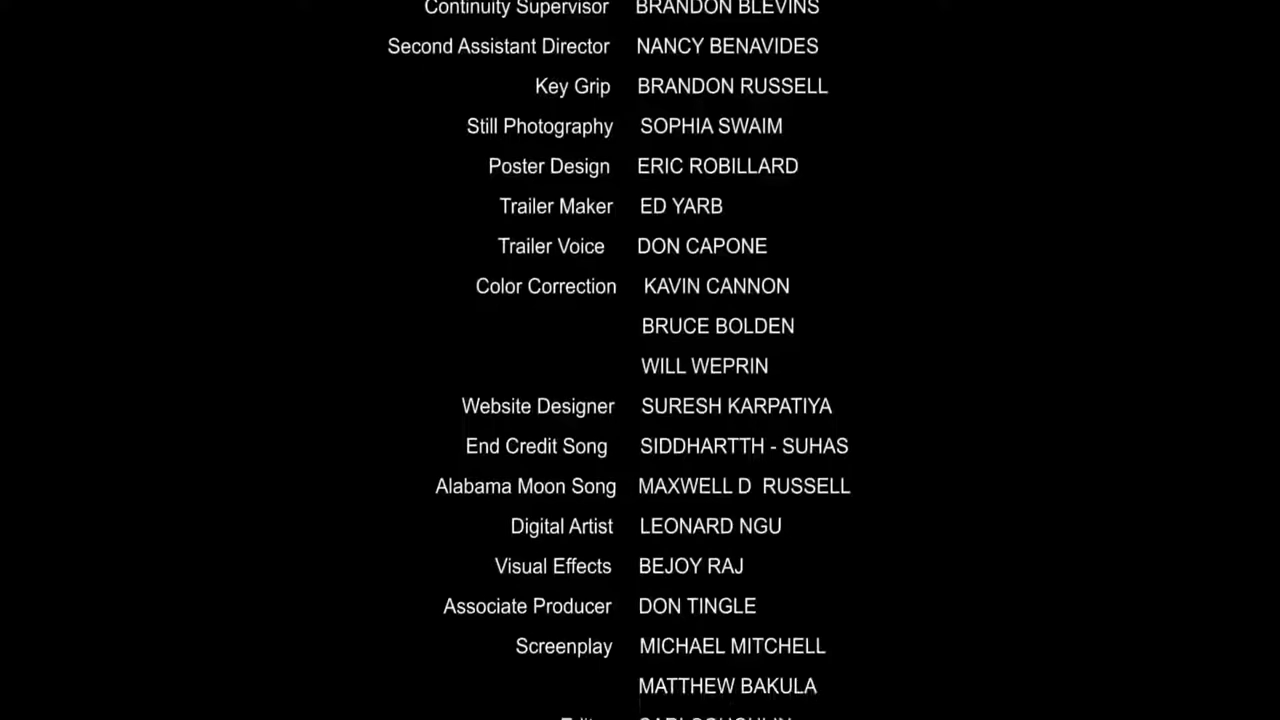 Continuity Supervisor BRANDON BLEVINS
Second Assistant Director NANCY BENAVIDES
Key Grip BRANDON RUSSELL
Still Photography SOPHIA SWAIM
Poster Design ERIC ROBILLARD
Trailer Maker ED YARB
Trailer Voice DON CAPONE
Color Correction KAVIN CANNON
BRUCE BOLDEN
WILL WEPRIN
Website Designer SURESH KARPATIYA
End Credit Song SIDDHARTTH - SUHAS
Alabama Moon Song MAXWELL D RUSSELL
Digital Artist LEONARD NGU
Visual Effects BEJOY RAJ
Associate Producer DON TINGLE
Screenplay MICHAEL MITCHELL
MATTHEW BAKULA